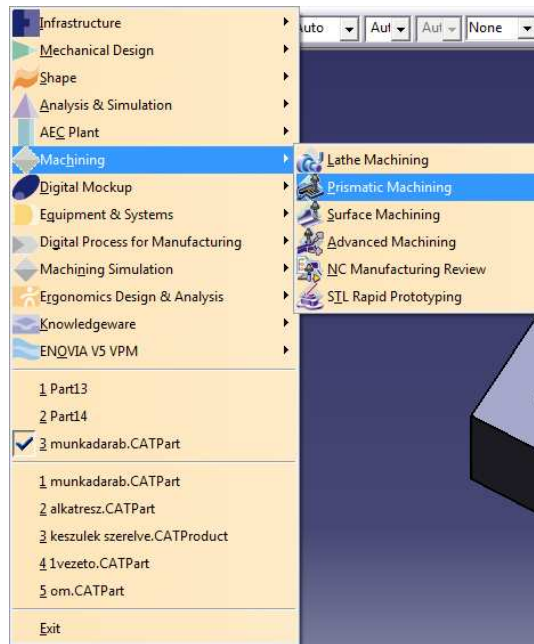 Infrastructure
Mechanical Design
Shape
Analysis & Simulation
AEC Plant
Machining
Digital Mockup
Equipment & Systems
Digital Process for Manufacturing
Machining Simulation
Ergonomics Design & Analysis
Knowledgeware
ENOVIA V5 VPM
1 Part13
2 Part14
3 munkadarab.CATPart
1 munkadarab.CATPart
2 alkatresz.CATPart
3 keszulek szerelve.CATProduct
4 1vezeto.CATPart
5 om.CATPart
Exit
Auto Aut Aut None
Lathe Machining
Prismatic Machining
Surface Machining
Advanced Machining
NC Manufacturing Review
STL Rapid Prototyping